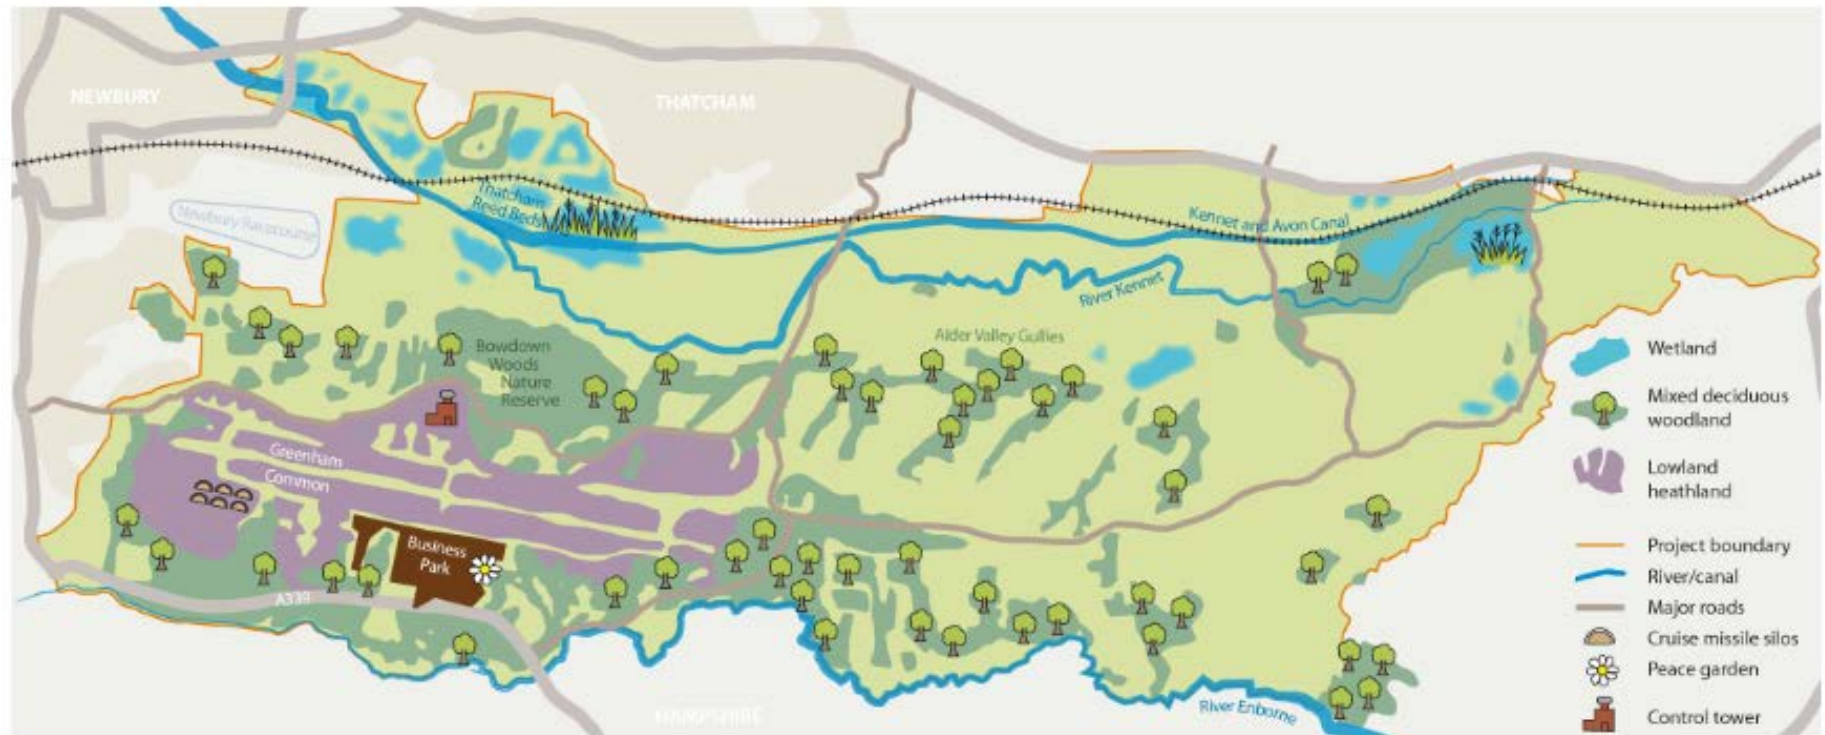 NEWBURY
THATCHAM
Newbury Racecourse
Thatcham
Reed Beds
Kennet and Avon Canal
River Kennet
Alder Valley Gullies
Bowdown
Woods
Nature
Reserve
Greenham
Common
Business
Park
A339
HAMPSHIRE
River Enborne
Wetland
Mixed deciduous
woodland
Lowland
heathland
Project boundary
River/canal
Major roads
Cruise missile silos
Peace garden
Control tower